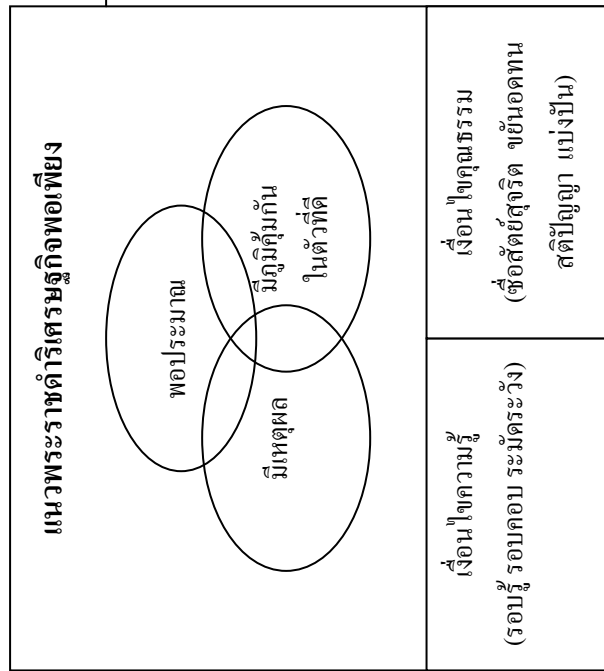 แนวพระราชดำริเศรษฐกิจพอเพียง
พอประมาณ
มีเหตุผล
มีภูมิคุ้มกัน
ในตัวที่ดี
เงื่อนไขความรู้
(รอบรู้ รอบคอบ ระมัดระวัง)
เงื่อนไขคุณธรรม
(ซื่อสัตย์สุจริต ขยันอดทน
สติปัญญา แบ่งปัน)